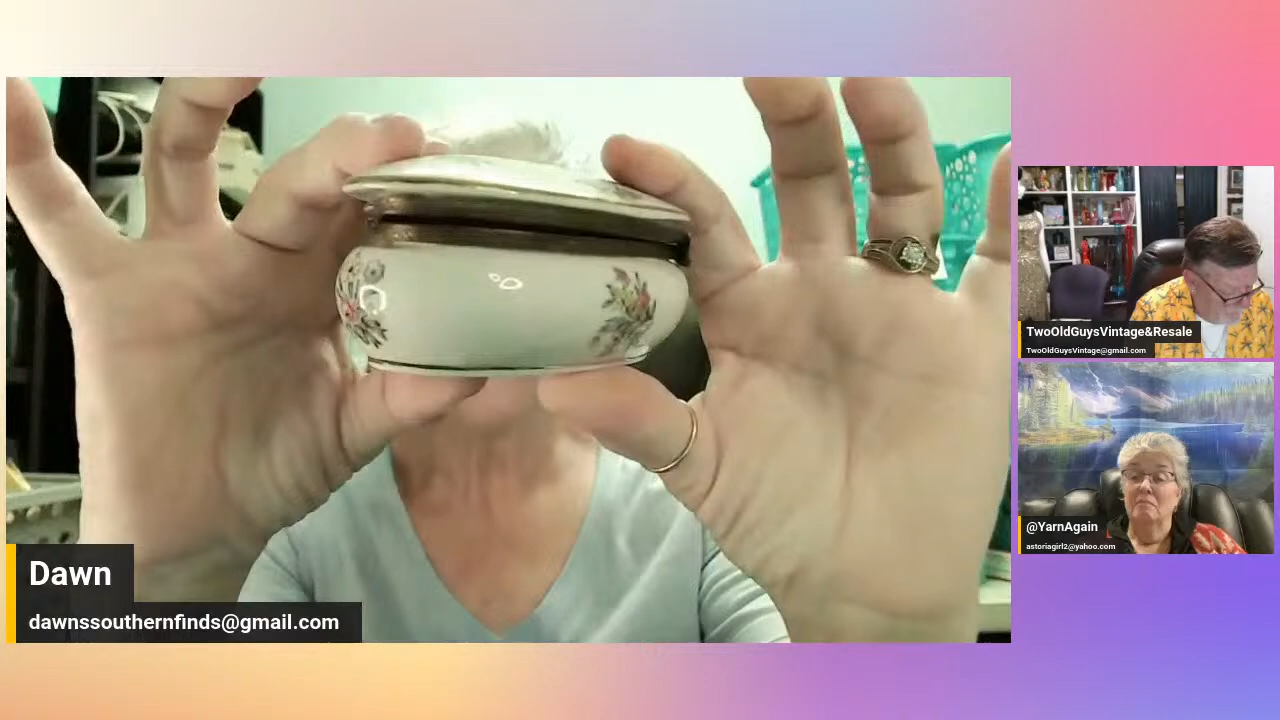 Dawn
dawnssouthernfinds@gmail.com
TwoOldGuysVintage&Resale
TwoOldGuysVintage@gmail.com
@YarnAgain
astoriagirl2@yahoo.com